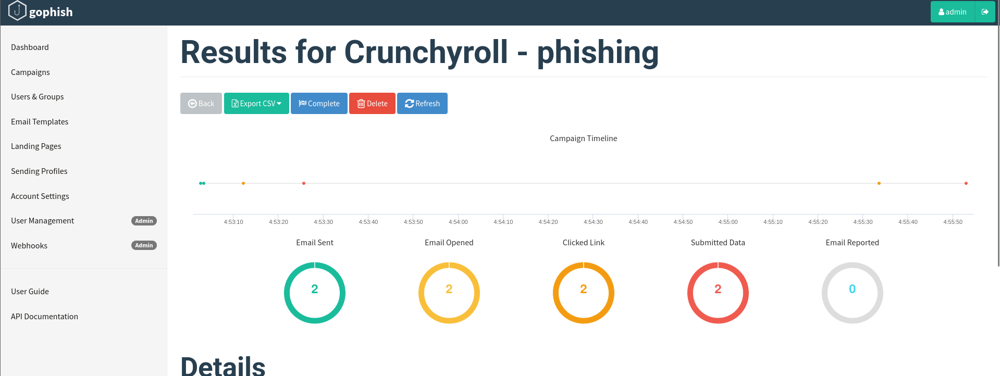 gophish
admin
Dashboard
Campaigns
Users & Groups
Email Templates
Landing Pages
Sending Profiles
Account Settings
User Management Admin
Webhooks Admin
User Guide
API Documentation
Results for Crunchyroll - phishing
Back Export CSV Complete Delete Refresh
Campaign Timeline
4:53:10 4:53:20 4:53:30 4:53:40 4:53:50 4:54:00 4:54:10 4:54:20 4:54:30 4:54:40 4:54:50 4:55:00 4:55:10 4:55:20 4:55:30 4:55:40 4:55:50
Email Sent Email Opened Clicked Link Submitted Data Email Reported
2 2 2 2 0
Details